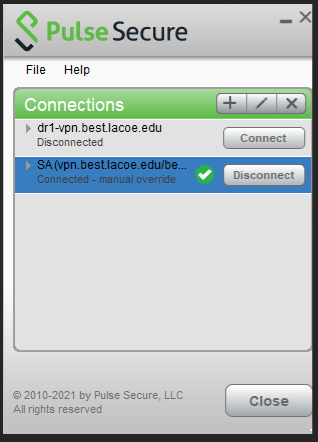 Pulse Secure
File Help
Connections
dr1-vpn.best.lacoe.edu
Disconnected
Connect
SA (vpn.best.lacoe.edu/be...
Connected - manual override
Disconnect
© 2010-2021 by Pulse Secure, LLC
All rights reserved
Close